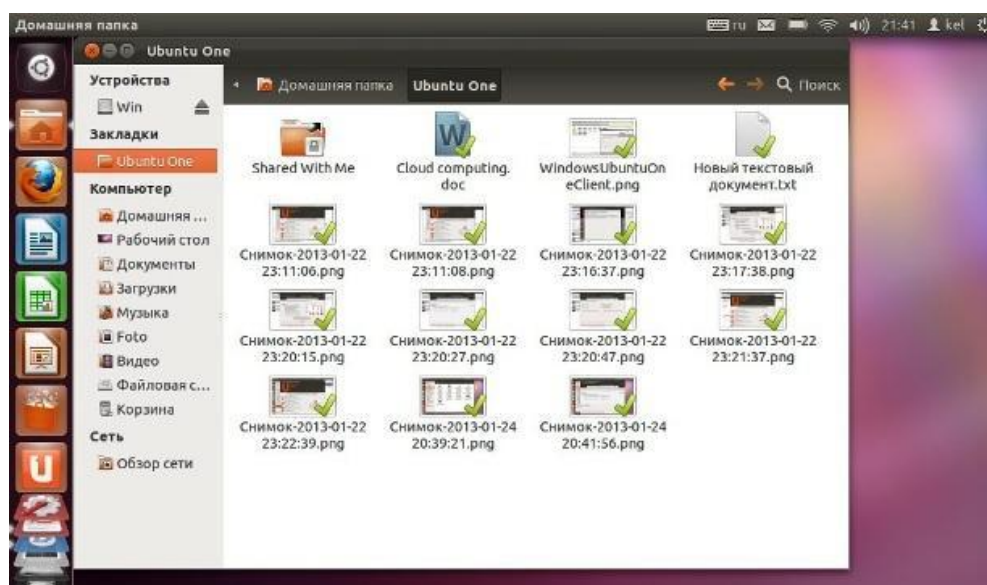 Домашняя папка
ru 21:41 kel
Ubuntu One
Устройства
Win
Закладки
Ubuntu One
Компьютер
Домашняя ...
Рабочий стол
Документы
Загрузки
Музыка
Foto
Видео
Файловая с...
Корзина
Сеть
Обзор сети
Домашняя папка Ubuntu One Поиск
Shared With Me
Cloud computing.
doc
WindowsUbuntuOn
eClient.png
Новый текстовый
документ.txt
Снимок-2013-01-22
23:11:06.png
Снимок-2013-01-22
23:11:08.png
Снимок-2013-01-22
23:16:37.png
Снимок-2013-01-22
23:17:38.png
Снимок-2013-01-22
23:20:15.png
Снимок-2013-01-22
23:20:27.png
Снимок-2013-01-22
23:20:47.png
Снимок-2013-01-22
23:21:37.png
Снимок-2013-01-22
23:22:39.png
Снимок-2013-01-24
20:39:21.png
Снимок-2013-01-24
20:41:56.png